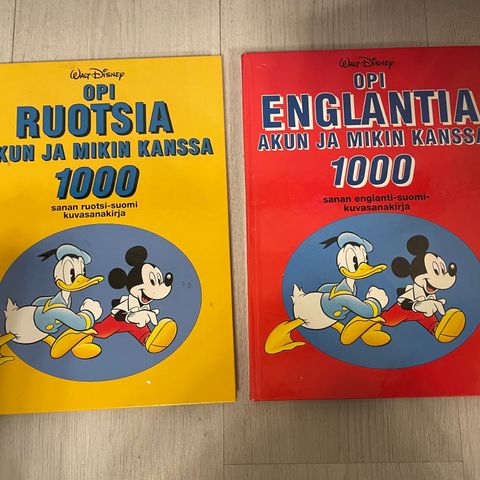 Walt Disney
OPI
RUOTSIA
AKUN JA MIKIN KANSSA
1000
sanan ruotsi-suomi
kuvasanakirja
Walt Disney
OPI
ENGLANTIA
AKUN JA MIKIN KANSSA
1000
sanan englanti-suomi-
kuvasanakirja